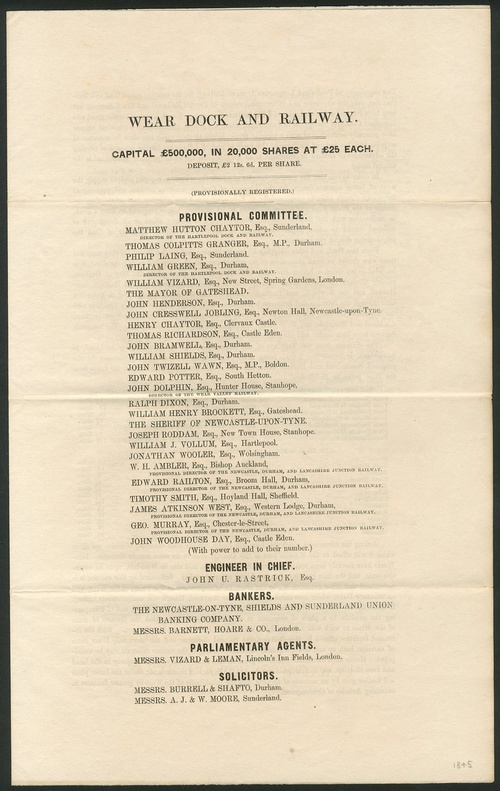 WEAR DOCK AND RAILWAY.
CAPITAL £500,000, IN 20,000 SHARES AT £25 EACH.
DEPOSIT, £2 12s. 6d. PER SHARE.
(PROVISIONALLY REGISTERED.)
PROVISIONAL COMMITTEE.
MATTHEW HUTTON CHAYTOR, Esq., Sunderland,
DIRECTOR OF THE HARTLEPOOL DOCK AND RAILWAY.
THOMAS COLPITTS GRANGER, Esq., M.P., Durham.
PHILIP LAING, Esq., Sunderland.
WILLIAM GREEN, Esq., Durham,
DIRECTOR OF THE HARTLEPOOL DOCK AND RAILWAY.
WILLIAM VIZARD, Esq., New Street, Spring Gardens, London.
THE MAYOR OF GATESHEAD.
JOHN HENDERSON, Esq., Durham.
JOHN CRESSWELL JOBLING, Esq., Newton Hall, Newcastle-upon-Tyne.
HENRY CHAYTOR, Esq., Clervaux Castle.
THOMAS RICHARDSON, Esq., Castle Eden.
JOHN BRAMWELL, Esq., Durham.
WILLIAM SHIELDS, Esq., Durham.
JOHN TWIZELL WAWN, Esq., M.P., Boldon.
EDWARD POTTER, Esq., South Hetton.
JOHN DOLPHIN, Esq., Hunter House, Stanhope,
DIRECTOR OF THE WEAR VALLEY RAILWAY.
RALPH DIXON, Esq., Durham.
WILLIAM HENRY BROCKETT, Esq., Gateshead.
THE SHERIFF OF NEWCASTLE-UPON-TYNE.
JOSEPH RODDAM, Esq., New Town House, Stanhope.
WILLIAM J. VOLLUM, Esq., Hartlepool.
JONATHAN WOOLER, Esq., Wolsingham.
W. H. AMBLER, Esq., Bishop Auckland,
PROVISIONAL DIRECTOR OF THE NEWCASTLE, DURHAM, AND LANCASHIRE JUNCTION RAILWAY.
EDWARD RAILTON, Esq., Broom Hall, Durham,
PROVISIONAL DIRECTOR OF THE NEWCASTLE, DURHAM, AND LANCASHIRE JUNCTION RAILWAY.
TIMOTHY SMITH, Esq., Hoyland Hall, Sheffield.
JAMES ATKINSON WEST, Esq., Western Lodge, Durham,
PROVISIONAL DIRECTOR OF THE NEWCASTLE, DURHAM, AND LANCASHIRE JUNCTION RAILWAY.
GEO. MURRAY, Esq., Chester-le-Street,
PROVISIONAL DIRECTOR OF THE NEWCASTLE, DURHAM, AND LANCASHIRE JUNCTION RAILWAY.
JOHN WOODHOUSE DAY, Esq., Castle Eden.
(With power to add to their number.)
ENGINEER IN CHIEF.
JOHN U. RASTRICK, Esq.
BANKERS.
THE NEWCASTLE-ON-TYNE, SHIELDS AND SUNDERLAND UNION
BANKING COMPANY.
MESSRS. BARNETT, HOARE & CO., London.
PARLIAMENTARY AGENTS.
MESSRS. VIZARD & LEMAN, Lincoln's Inn Fields, London.
SOLICITORS.
MESSRS. BURRELL & SHAFTO, Durham.
MESSRS. A. J. & W. MOORE, Sunderland.
1845